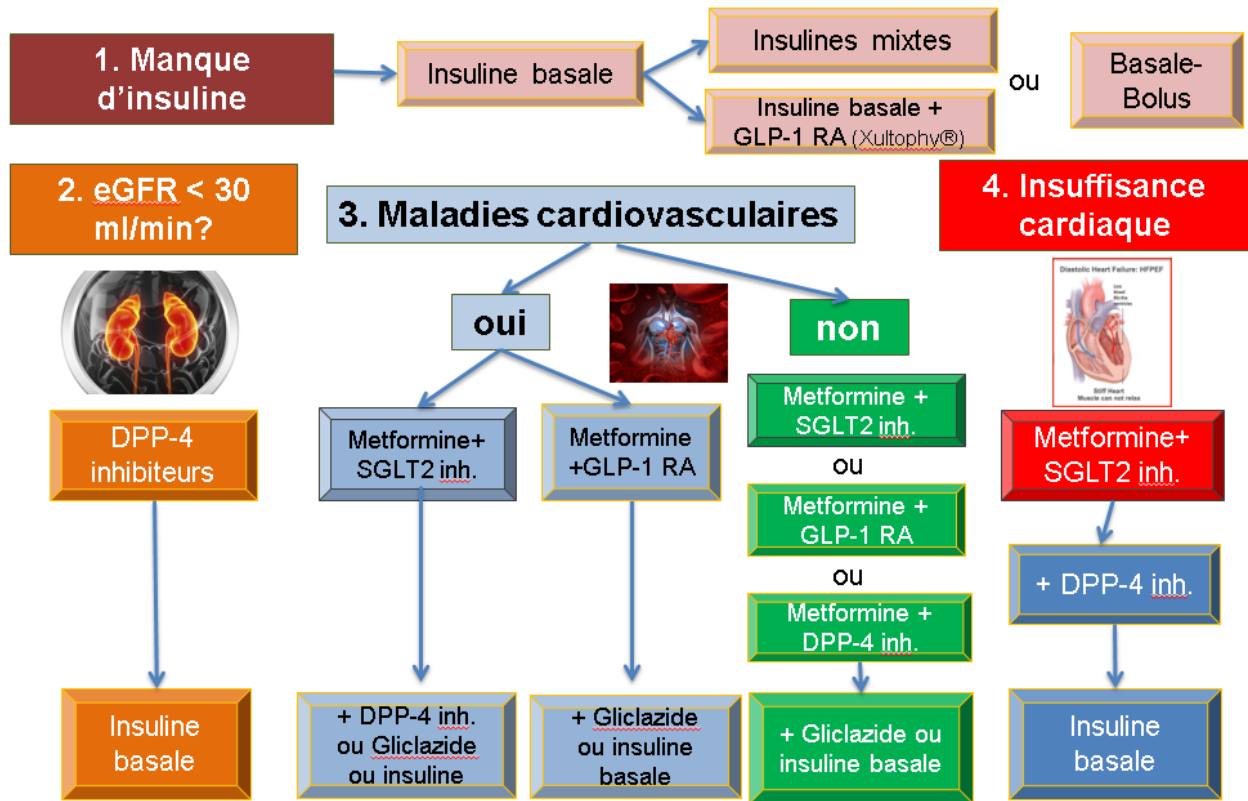 1. Manque
d'insuline
Insuline basale
Insulines mixtes
Insuline basale +
GLP-1 RA (Xultophy®)
ou
Basale-
Bolus
2. eGFR < 30
ml/min?
3. Maladies cardiovasculaires
4. Insuffisance
cardiaque
oui
non
Diastolic Heart Failure: HFPEF
Stiff Heart
Muscle can not relax
DPP-4
inhibiteurs
Metformine+
SGLT2 inh.
Metformine
+GLP-1 RA
Metformine +
SGLT2 inh.
ou
Metformine +
GLP-1 RA
ou
Metformine +
DPP-4 inh.
Metformine+
SGLT2 inh.
+ DPP-4 inh.
Insuline
basale
+ DPP-4 inh.
ou Gliclazide
ou insuline
+ Gliclazide
ou insuline
basale
+ Gliclazide ou
insuline basale
Insuline
basale